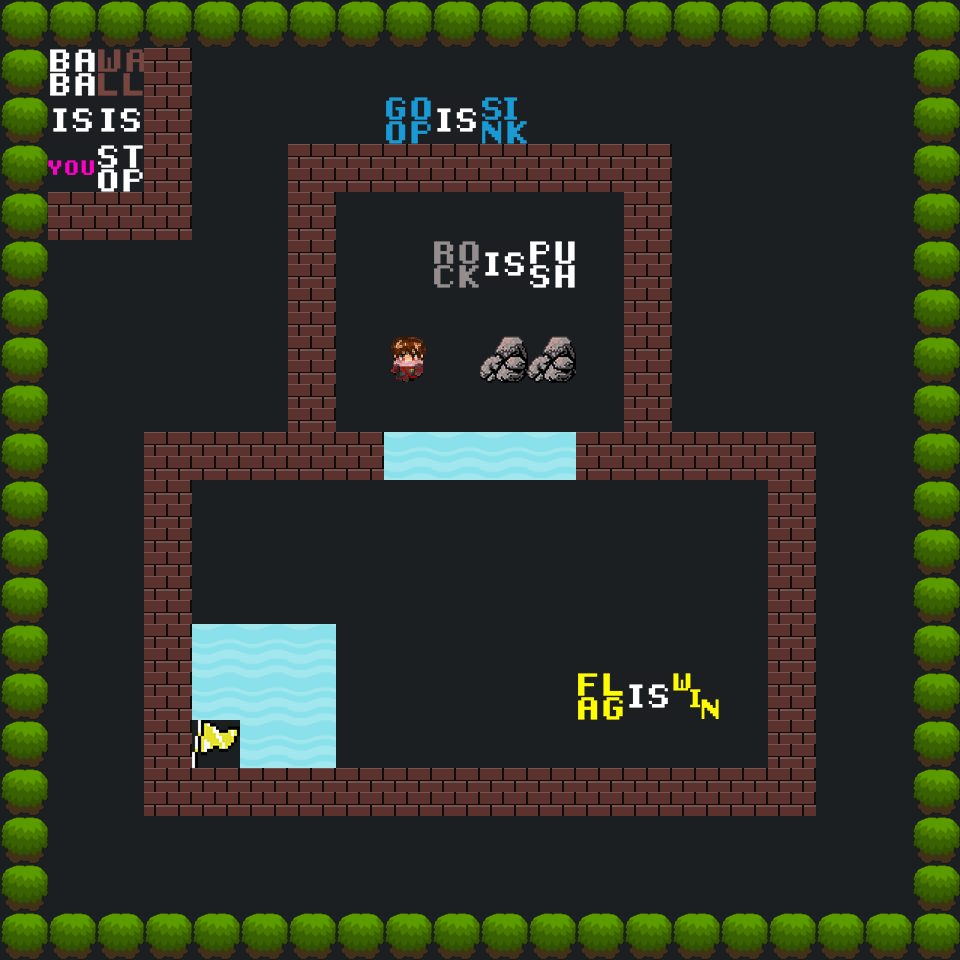 BABA WALL
IS IS
YOU STOP
GOOP IS SINK
ROCK IS PUSH
FLAG IS WIN